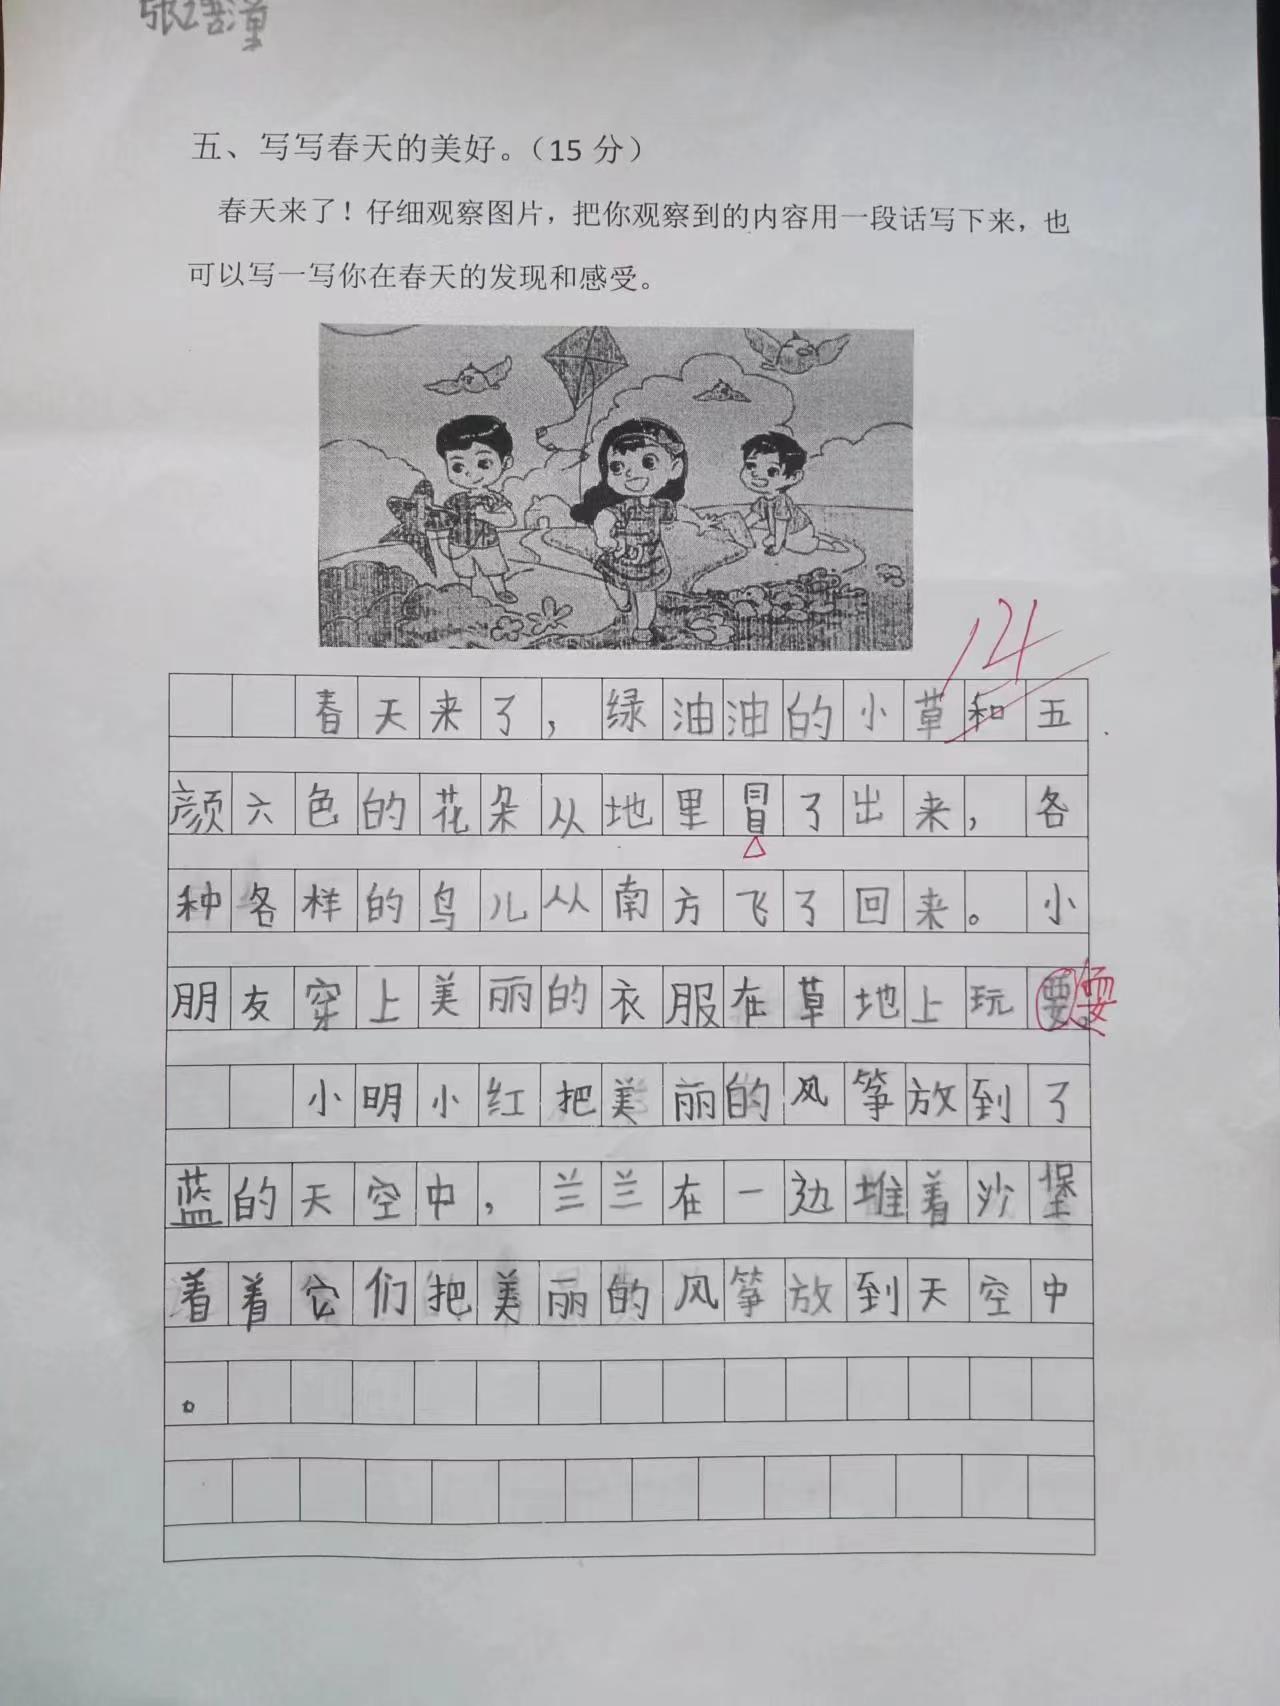 张语潼
五、写写春天的美好。（15 分）
春天来了！仔细观察图片，把你观察到的内容用一段话写下来，也
可以写一写你在春天的发现和感受。
14
春天来了，绿油油的小草和五
颜六色的花朵从地里冒了出来，各
种各样的鸟儿从南方飞了回来。小
朋友穿上美丽的衣服在草地上玩要耍。
小明小红把美丽的风筝放到了
蓝的天空中，兰兰在一边堆着沙堡
着着它们把美丽的风筝放到天空中
。